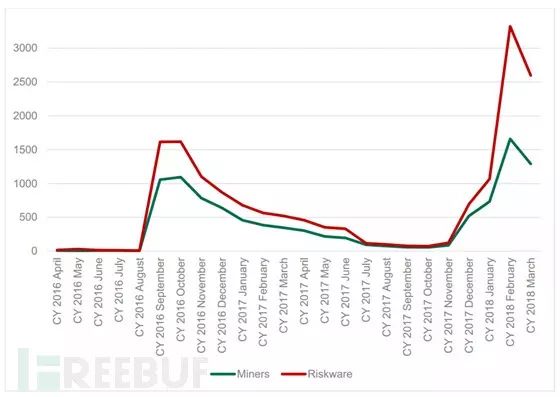 3000
2500
2000
1500
1000
500
0
CY 2016 April
CY 2016 May
CY 2016 June
CY 2016 July
CY 2016 August
CY 2016 September
CY 2016 October
CY 2016 November
CY 2016 December
CY 2017 January
CY 2017 February
CY 2017 March
CY 2017 April
CY 2017 May
CY 2017 June
CY 2017 July
CY 2017 August
CY 2017 September
CY 2017 October
CY 2017 November
CY 2017 December
CY 2018 January
CY 2018 February
CY 2018 March
Miners
Riskware
FREEBUF